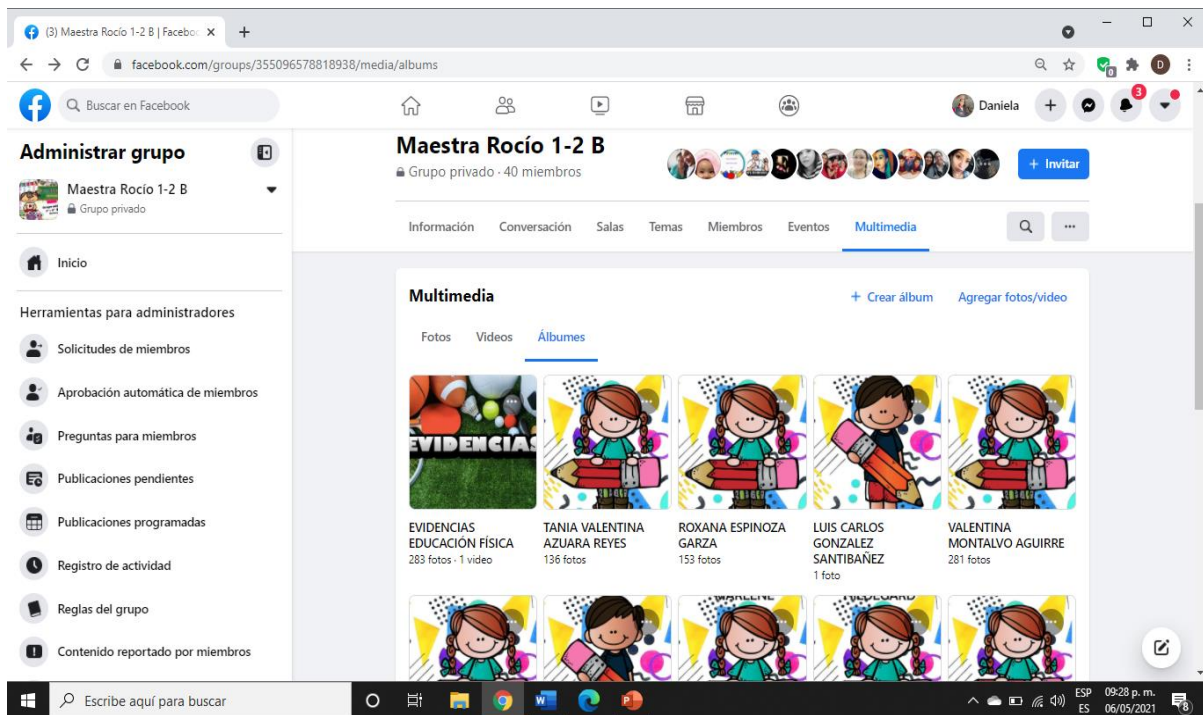 (3) Maestra Rocío 1-2 B | Faceboo
facebook.com/groups/355096578818938/media/albums
Buscar en Facebook
Daniela
3
Administrar grupo
Maestra Rocío 1-2 B
Grupo privado
Inicio
Herramientas para administradores
Solicitudes de miembros
Aprobación automática de miembros
Preguntas para miembros
Publicaciones pendientes
Publicaciones programadas
Registro de actividad
Reglas del grupo
Contenido reportado por miembros
Maestra Rocío 1-2 B
Grupo privado · 40 miembros
+ Invitar
Información Conversación Salas Temas Miembros Eventos Multimedia
Multimedia
+ Crear álbum Agregar fotos/video
Fotos Videos Álbumes
EVIDENCIAS
EVIDENCIAS EDUCACIÓN FÍSICA
283 fotos · 1 video
TANIA VALENTINA AZUARA REYES
136 fotos
ROXANA ESPINOZA GARZA
153 fotos
LUIS CARLOS GONZALEZ SANTIBAÑEZ
1 foto
VALENTINA MONTALVO AGUIRRE
281 fotos
Escribe aquí para buscar
ESP
ES
09:28 p. m.
06/05/2021
8